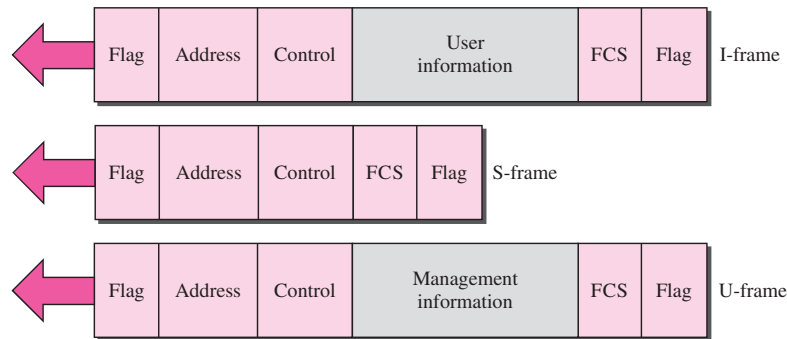 Flag Address Control User information FCS Flag I-frame
Flag Address Control FCS Flag S-frame
Flag Address Control Management information FCS Flag U-frame